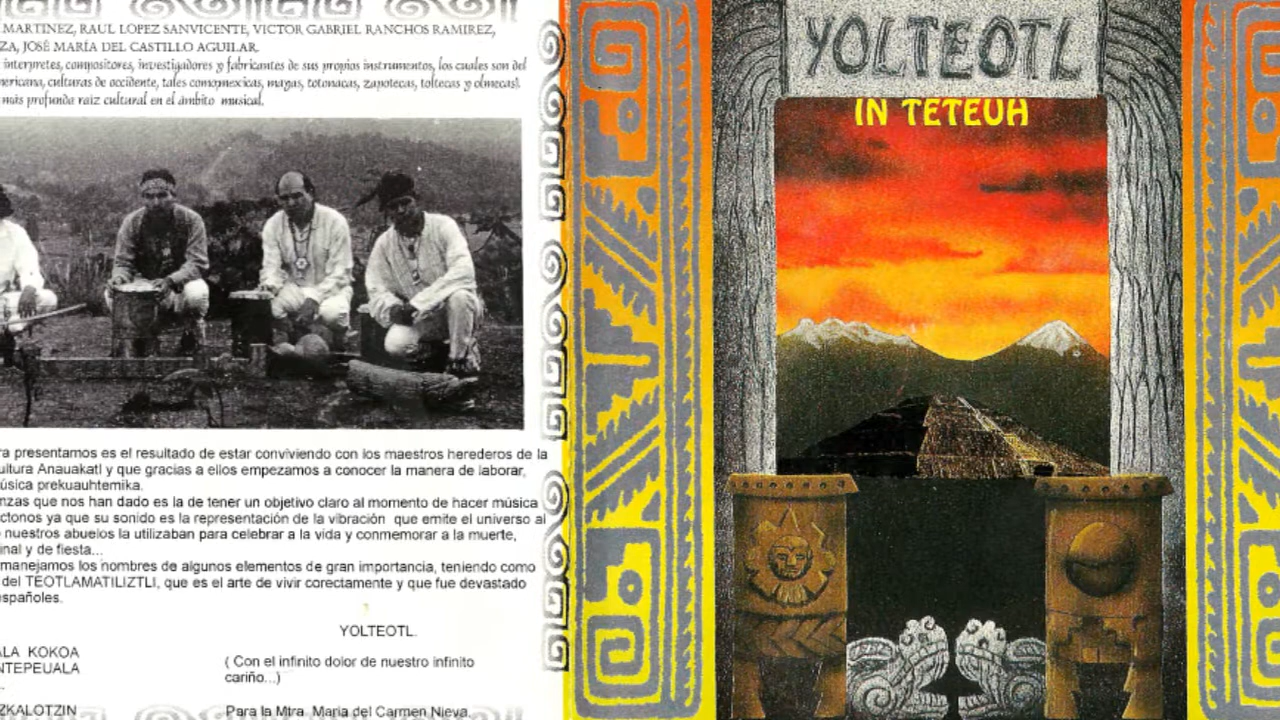 MARTINEZ, RAUL LOPEZ SANVICENTE, VICTOR GABRIEL RANCHOS RAMIREZ,
ZA, JOSÉ MARÍA DEL CASTILLO AGUILAR.
interpretes, compositores, investigadores y fabricantes de sus propios instrumentos, los cuales son del
mericana, culturas de occidente, tales comomexicas, mayas, totonacas, zapotecas, toltecas y olmecas).
más profunda raiz cultural en el ámbito musical.
ra presentamos es el resultado de estar conviviendo con los maestros herederos de la
ultura Anauakatl y que gracias a ellos empezamos a conocer la manera de laborar,
úsica prekuauhtemika.
nzas que nos han dado es la de tener un objetivo claro al momento de hacer música
ctonos ya que su sonido es la representación de la vibración que emite el universo al
nuestros abuelos la utilizaban para celebrar a la vida y conmemorar a la muerte,
inal y de fiesta...
manejamos los nombres de algunos elementos de gran importancia, teniendo como
del TEOTLAMATILIZTLI, que es el arte de vivir corectamente y que fue devastado
españoles.
YOLTEOTL.
ALA KOKOA
NTEPEUALA
( Con el infinito dolor de nuestro infinito
cariño...)
ZKALOTZIN
Para la Mtra. Maria del Carmen Nieva.
YOLTEOTL
IN TETEUH